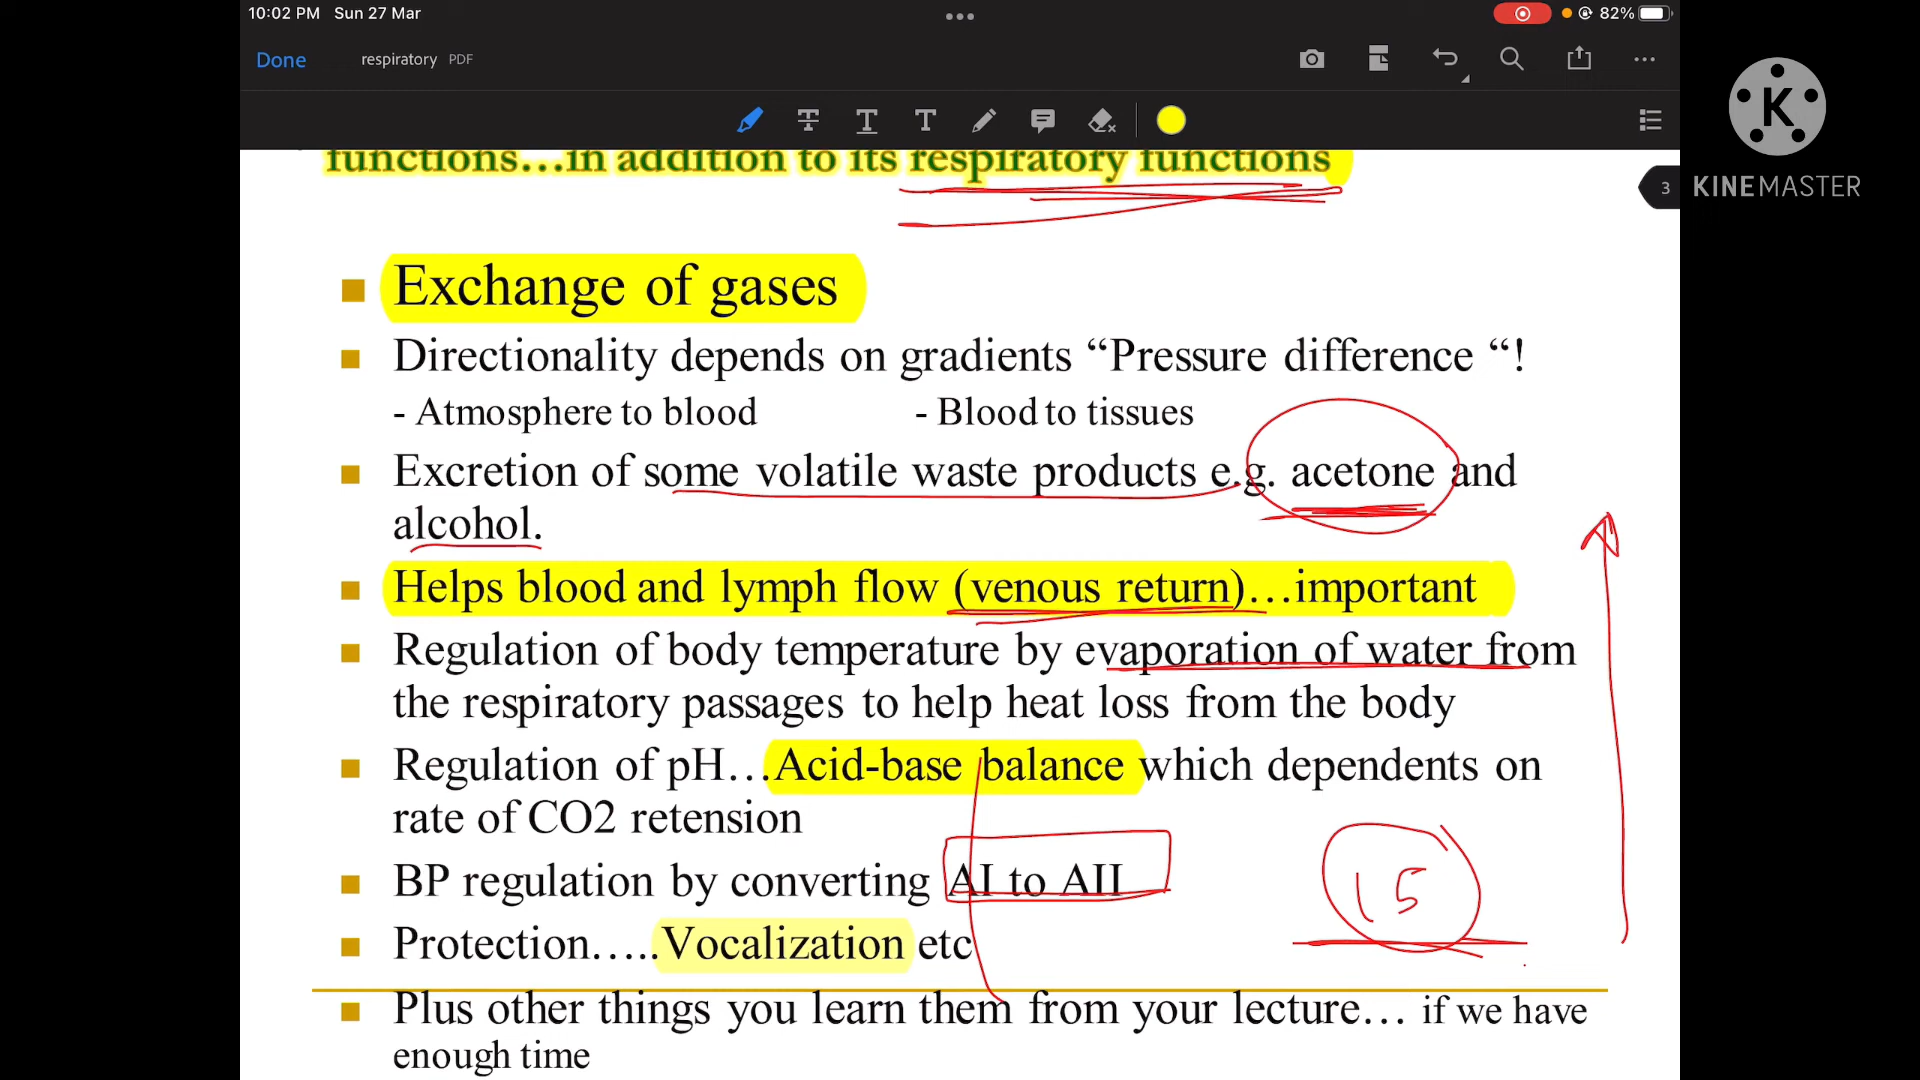 10:02 PM Sun 27 Mar
82%
Done
respiratory PDF
T T T
functions...in addition to its respiratory functions
3
K
KINEMASTER
Exchange of gases
Directionality depends on gradients “Pressure difference “!
- Atmosphere to blood - Blood to tissues
Excretion of some volatile waste products e.g. acetone and
alcohol.
Helps blood and lymph flow (venous return)...important
Regulation of body temperature by evaporation of water from
the respiratory passages to help heat loss from the body
Regulation of pH...Acid-base balance which dependents on
rate of CO2 retension
BP regulation by converting AI to AII
15
Protection.....Vocalization etc
Plus other things you learn them from your lecture... if we have
enough time